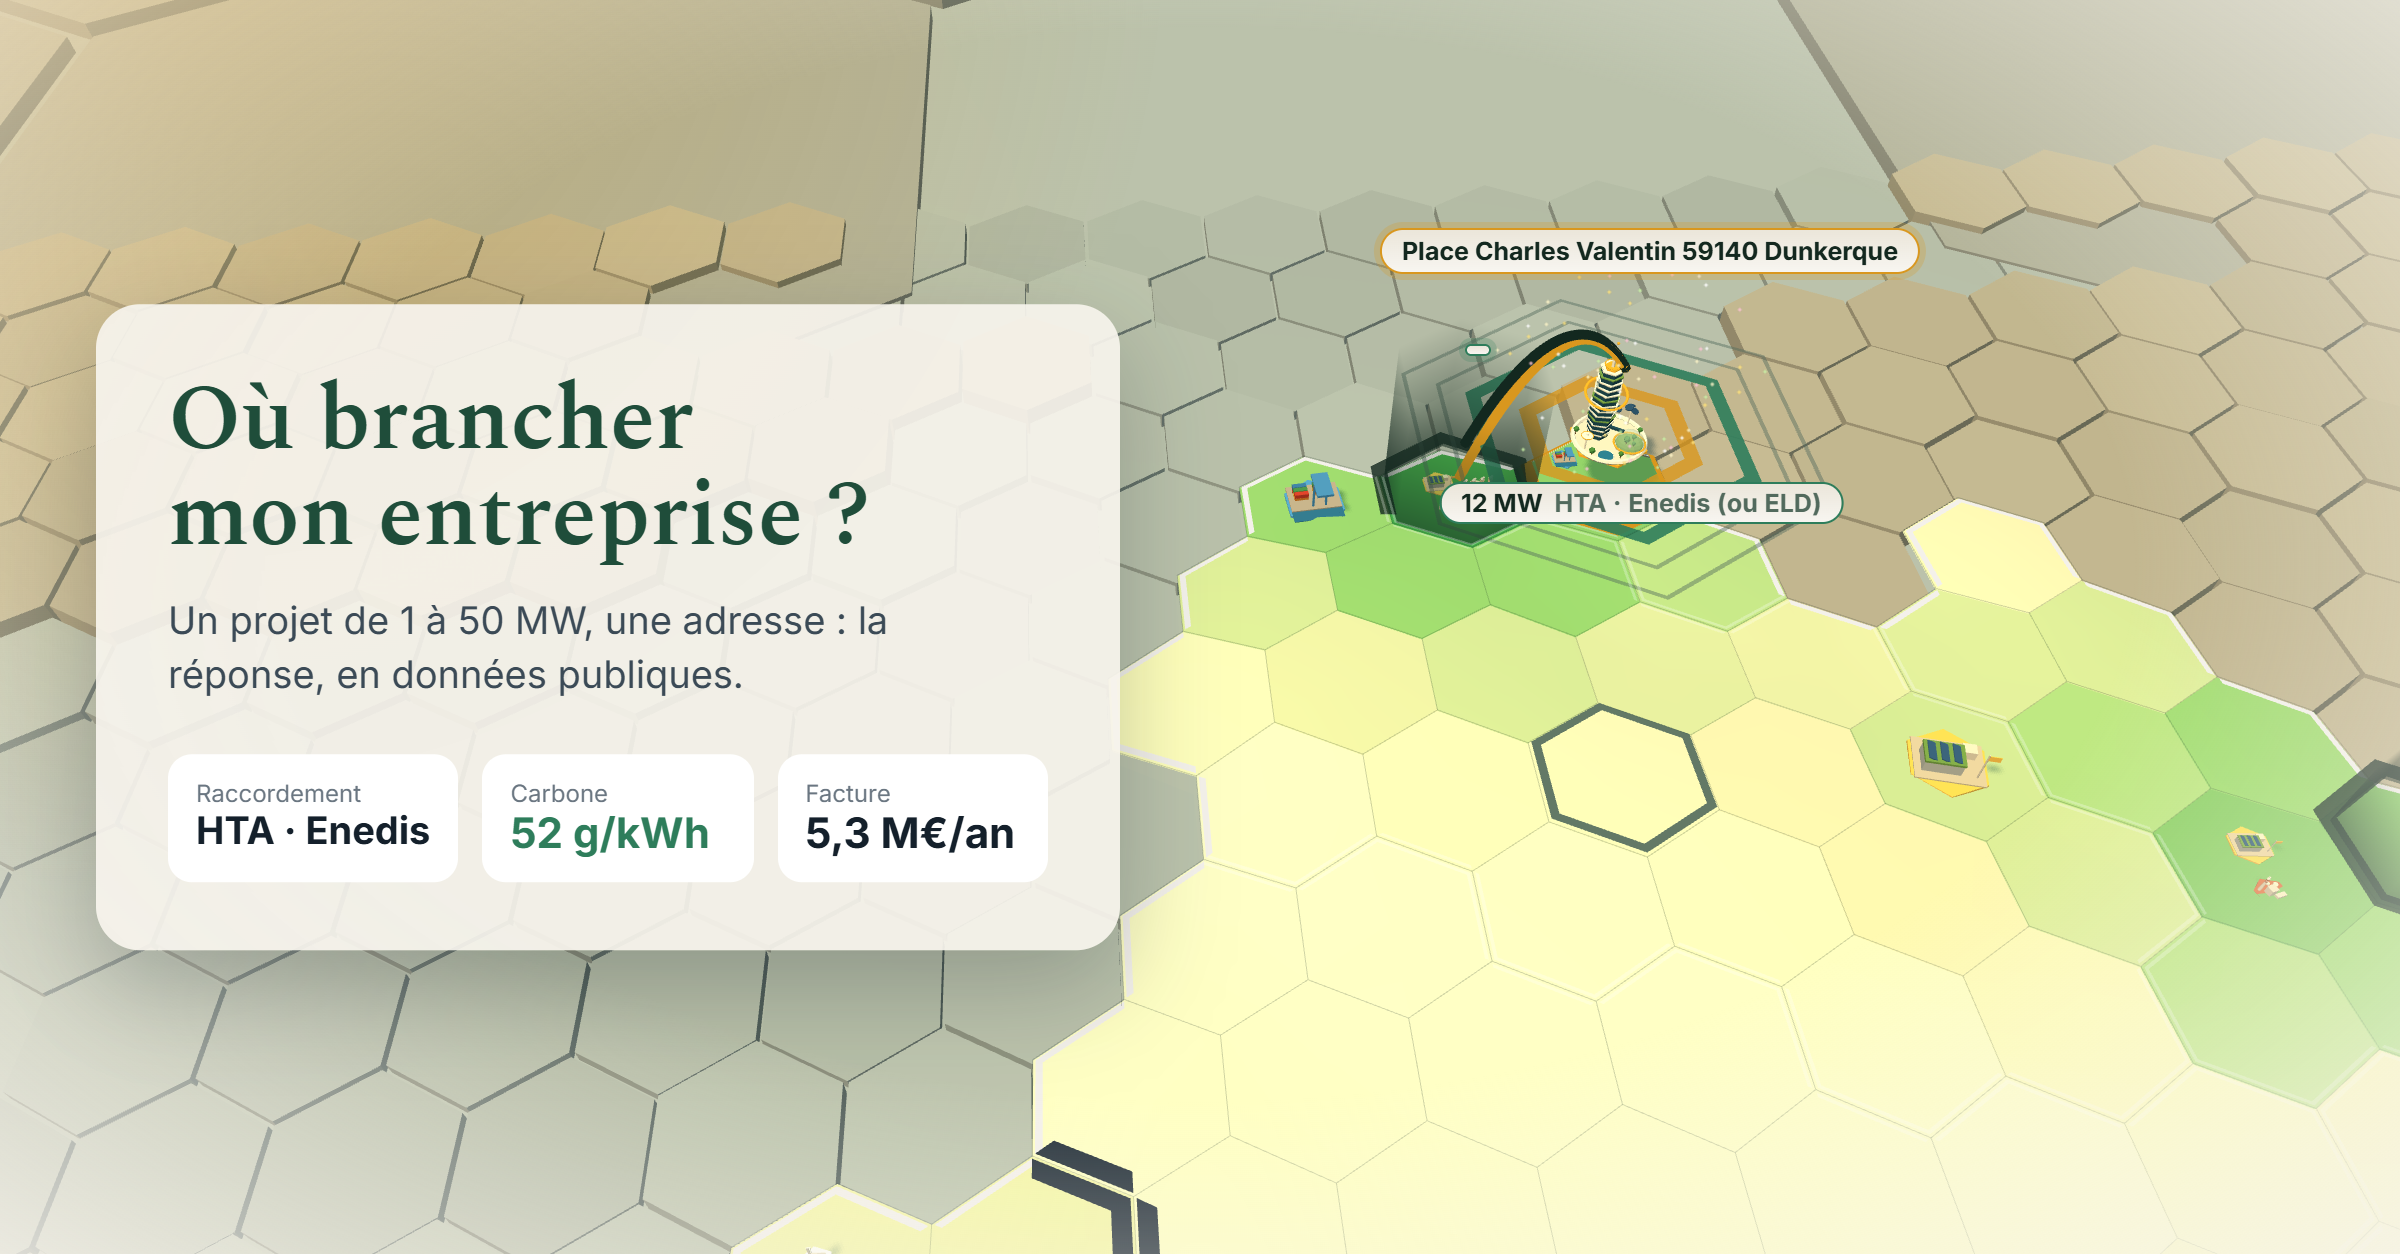 Où brancher
mon entreprise ?
Un projet de 1 à 50 MW, une adresse : la
réponse, en données publiques.
Raccordement
HTA · Enedis
Carbone
52 g/kWh
Facture
5,3 M€/an
Place Charles Valentin 59140 Dunkerque
12 MW HTA · Enedis (ou ELD)